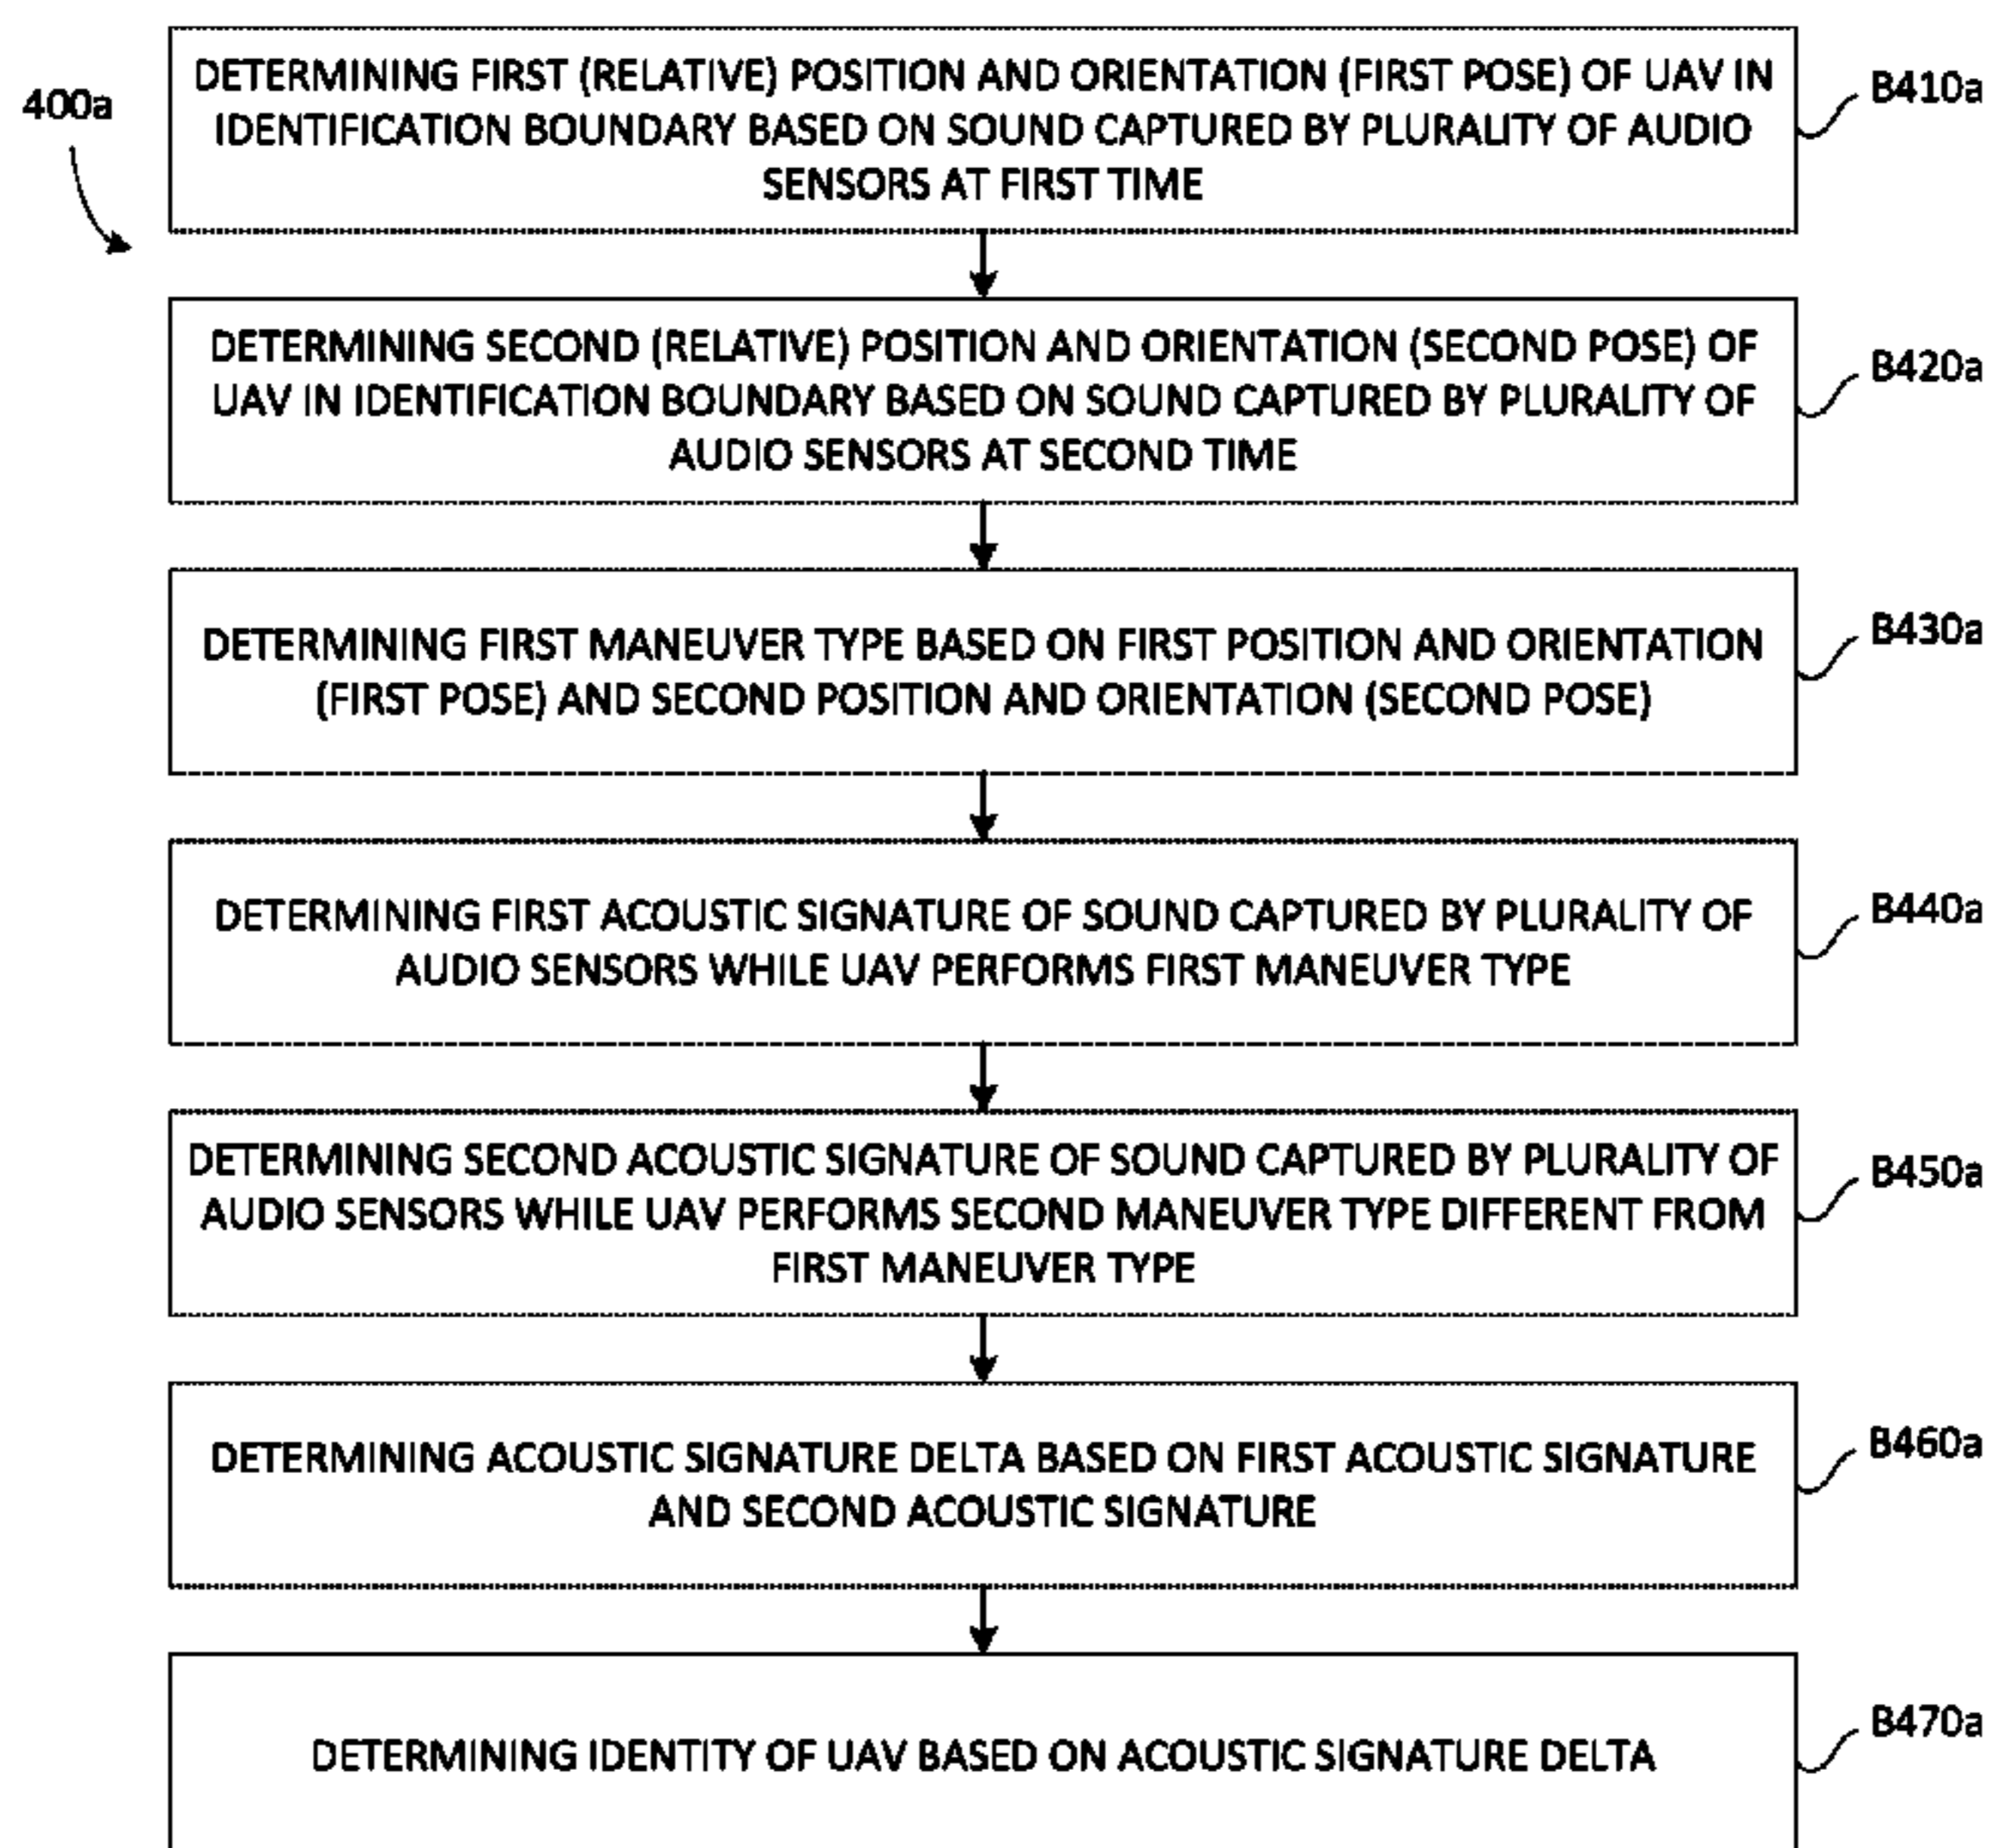 400a
DETERMINING FIRST (RELATIVE) POSITION AND ORIENTATION (FIRST POSE) OF UAV IN
IDENTIFICATION BOUNDARY BASED ON SOUND CAPTURED BY PLURALITY OF AUDIO
SENSORS AT FIRST TIME
B410a
DETERMINING SECOND (RELATIVE) POSITION AND ORIENTATION (SECOND POSE) OF
UAV IN IDENTIFICATION BOUNDARY BASED ON SOUND CAPTURED BY PLURALITY OF
AUDIO SENSORS AT SECOND TIME
B420a
DETERMINING FIRST MANEUVER TYPE BASED ON FIRST POSITION AND ORIENTATION
(FIRST POSE) AND SECOND POSITION AND ORIENTATION (SECOND POSE)
B430a
DETERMINING FIRST ACOUSTIC SIGNATURE OF SOUND CAPTURED BY PLURALITY OF
AUDIO SENSORS WHILE UAV PERFORMS FIRST MANEUVER TYPE
B440a
DETERMINING SECOND ACOUSTIC SIGNATURE OF SOUND CAPTURED BY PLURALITY OF
AUDIO SENSORS WHILE UAV PERFORMS SECOND MANEUVER TYPE DIFFERENT FROM
FIRST MANEUVER TYPE
B450a
DETERMINING ACOUSTIC SIGNATURE DELTA BASED ON FIRST ACOUSTIC SIGNATURE
AND SECOND ACOUSTIC SIGNATURE
B460a
DETERMINING IDENTITY OF UAV BASED ON ACOUSTIC SIGNATURE DELTA
B470a